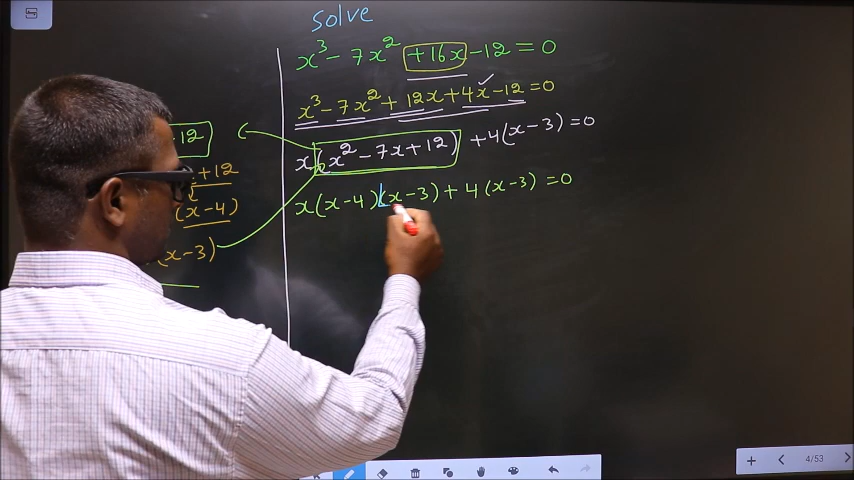 solve
x³ - 7x² + 16x - 12 = 0
x³ - 7x² + 12x + 4x - 12 = 0
x(x² - 7x + 12) + 4(x - 3) = 0
x(x - 4)(x - 3) + 4(x - 3) = 0
12
x + 12
(x - 4)
(x - 3)
4/53